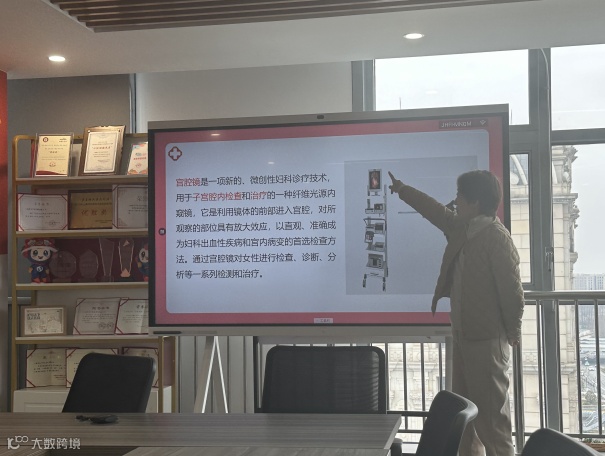 宫腔镜是一项新的、微创性妇科诊疗技术,
用于子宫腔内检查和治疗的一种纤维光源内
窥镜,它是利用镜体的前部进入宫腔,对所
观察的部位具有放大效应,以直观、准确成
为妇科出血性疾病和宫内病变的首选检查方
法。通过宫腔镜对女性进行检查、诊断、分
析等一系列检测和治疗。
大数跨境